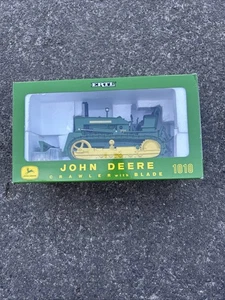 ERTL
JOHN DEERE
CRAWLER with BLADE
1010